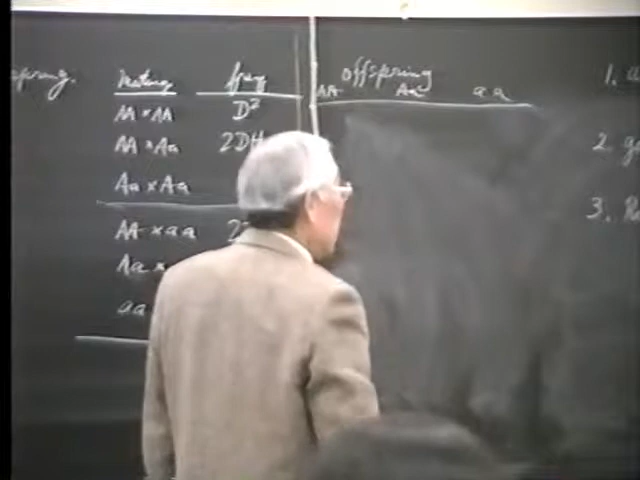 spring. mating freq offspring 1.
AA Aa aa
AA × AA D²
AA × Aa 2DH 2.
Aa × Aa
AA × aa 2 3.
Aa ×
aa